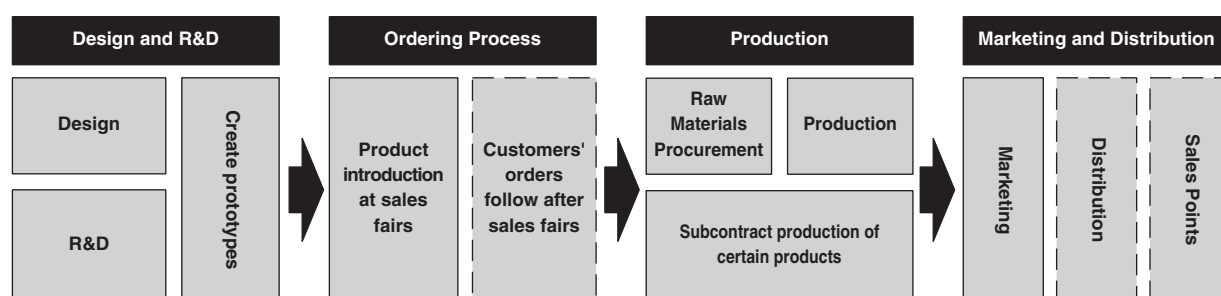 Design and R&D
Design
R&D
Create prototypes
Ordering Process
Product
introduction
at sales
fairs
Customers'
orders
follow after
sales fairs
Production
Raw
Materials
Procurement
Production
Subcontract production of
certain products
Marketing and Distribution
Marketing
Distribution
Sales Points